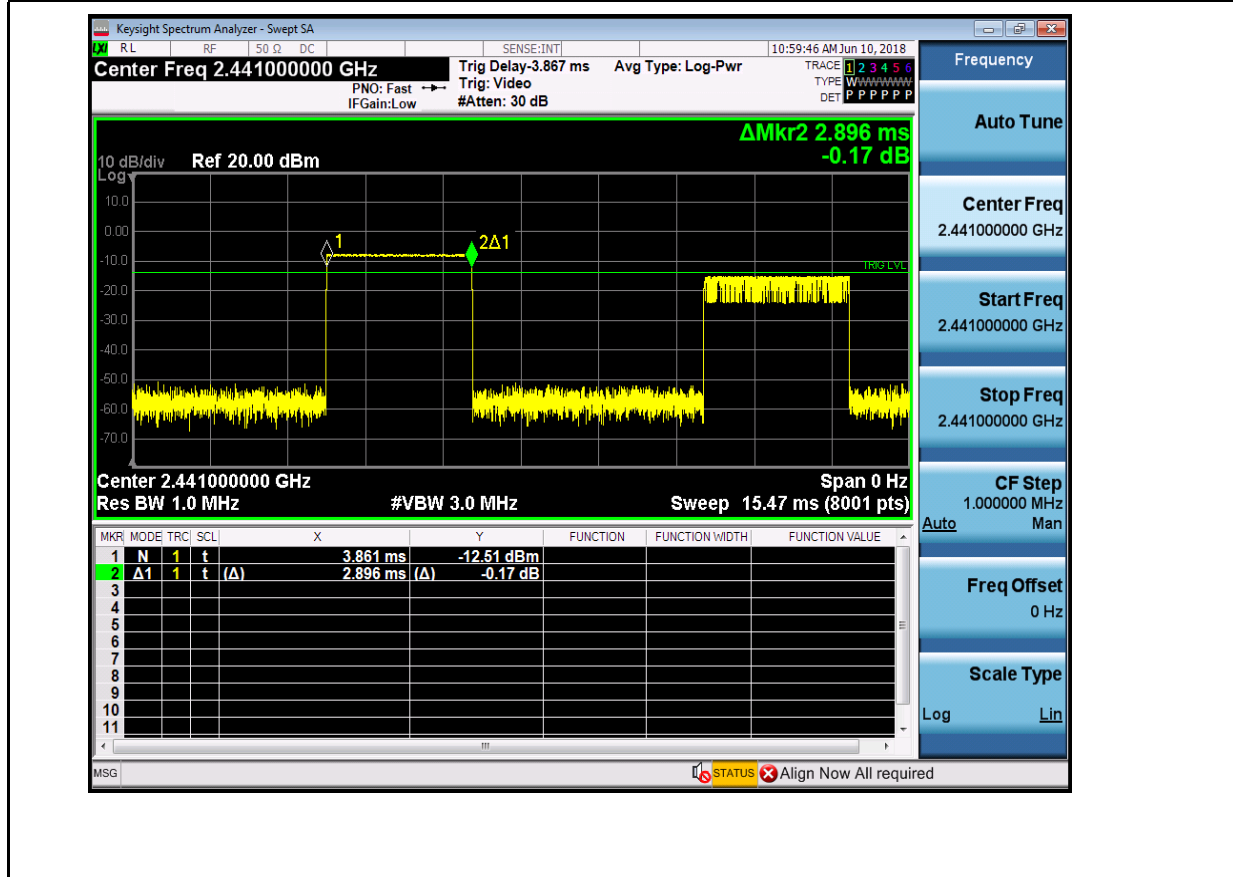 Keysight Spectrum Analyzer - Swept SA
LXI RL RF 50 Ω DC SENSE:INT 10:59:46 AM Jun 10, 2018
Center Freq 2.441000000 GHz
PNO: Fast
IFGain:Low
Trig Delay-3.867 ms
Trig: Video
#Atten: 30 dB
Avg Type: Log-Pwr
TRACE 1 2 3 4 5 6
TYPE WWWWWW
DET P P P P P P
ΔMkr2 2.896 ms
-0.17 dB
10 dB/div Ref 20.00 dBm
Log
10.0
0.00
-10.0
-20.0
-30.0
-40.0
-50.0
-60.0
-70.0
1
2Δ1
TRIG LVL
Center 2.441000000 GHz Span 0 Hz
Res BW 1.0 MHz #VBW 3.0 MHz Sweep 15.47 ms (8001 pts)
MKR MODE TRC SCL X Y FUNCTION FUNCTION WIDTH FUNCTION VALUE
1 N 1 t 3.861 ms -12.51 dBm
2 Δ1 1 t (Δ) 2.896 ms (Δ) -0.17 dB
3
4
5
6
7
8
9
10
11
MSG STATUS Align Now All required
Frequency
Auto Tune
Center Freq
2.441000000 GHz
Start Freq
2.441000000 GHz
Stop Freq
2.441000000 GHz
CF Step
1.000000 MHz
Auto Man
Freq Offset
0 Hz
Scale Type
Log Lin